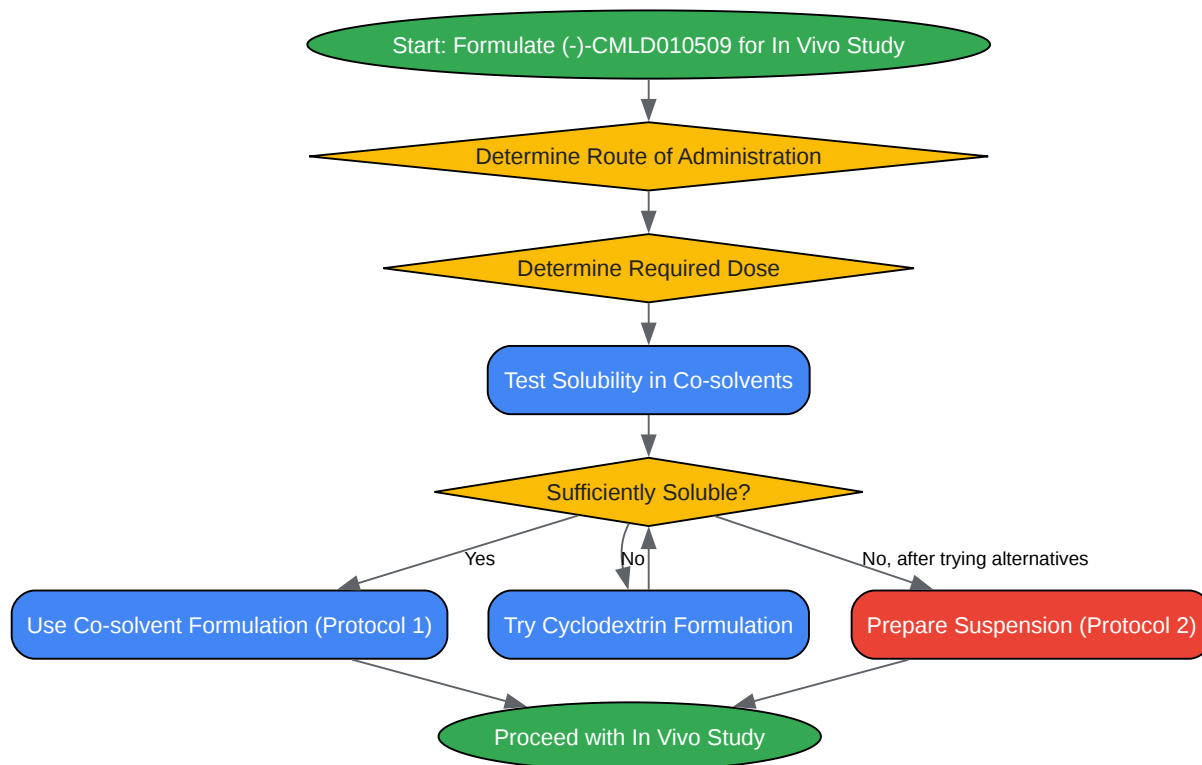 Start: Formulate (-)-CMLD010509 for In Vivo Study
Determine Route of Administration
Determine Required Dose
Test Solubility in Co-solvents
Sufficiently Soluble?
Yes
No
No, after trying alternatives
Use Co-solvent Formulation (Protocol 1)
Try Cyclodextrin Formulation
Prepare Suspension (Protocol 2)
Proceed with In Vivo Study